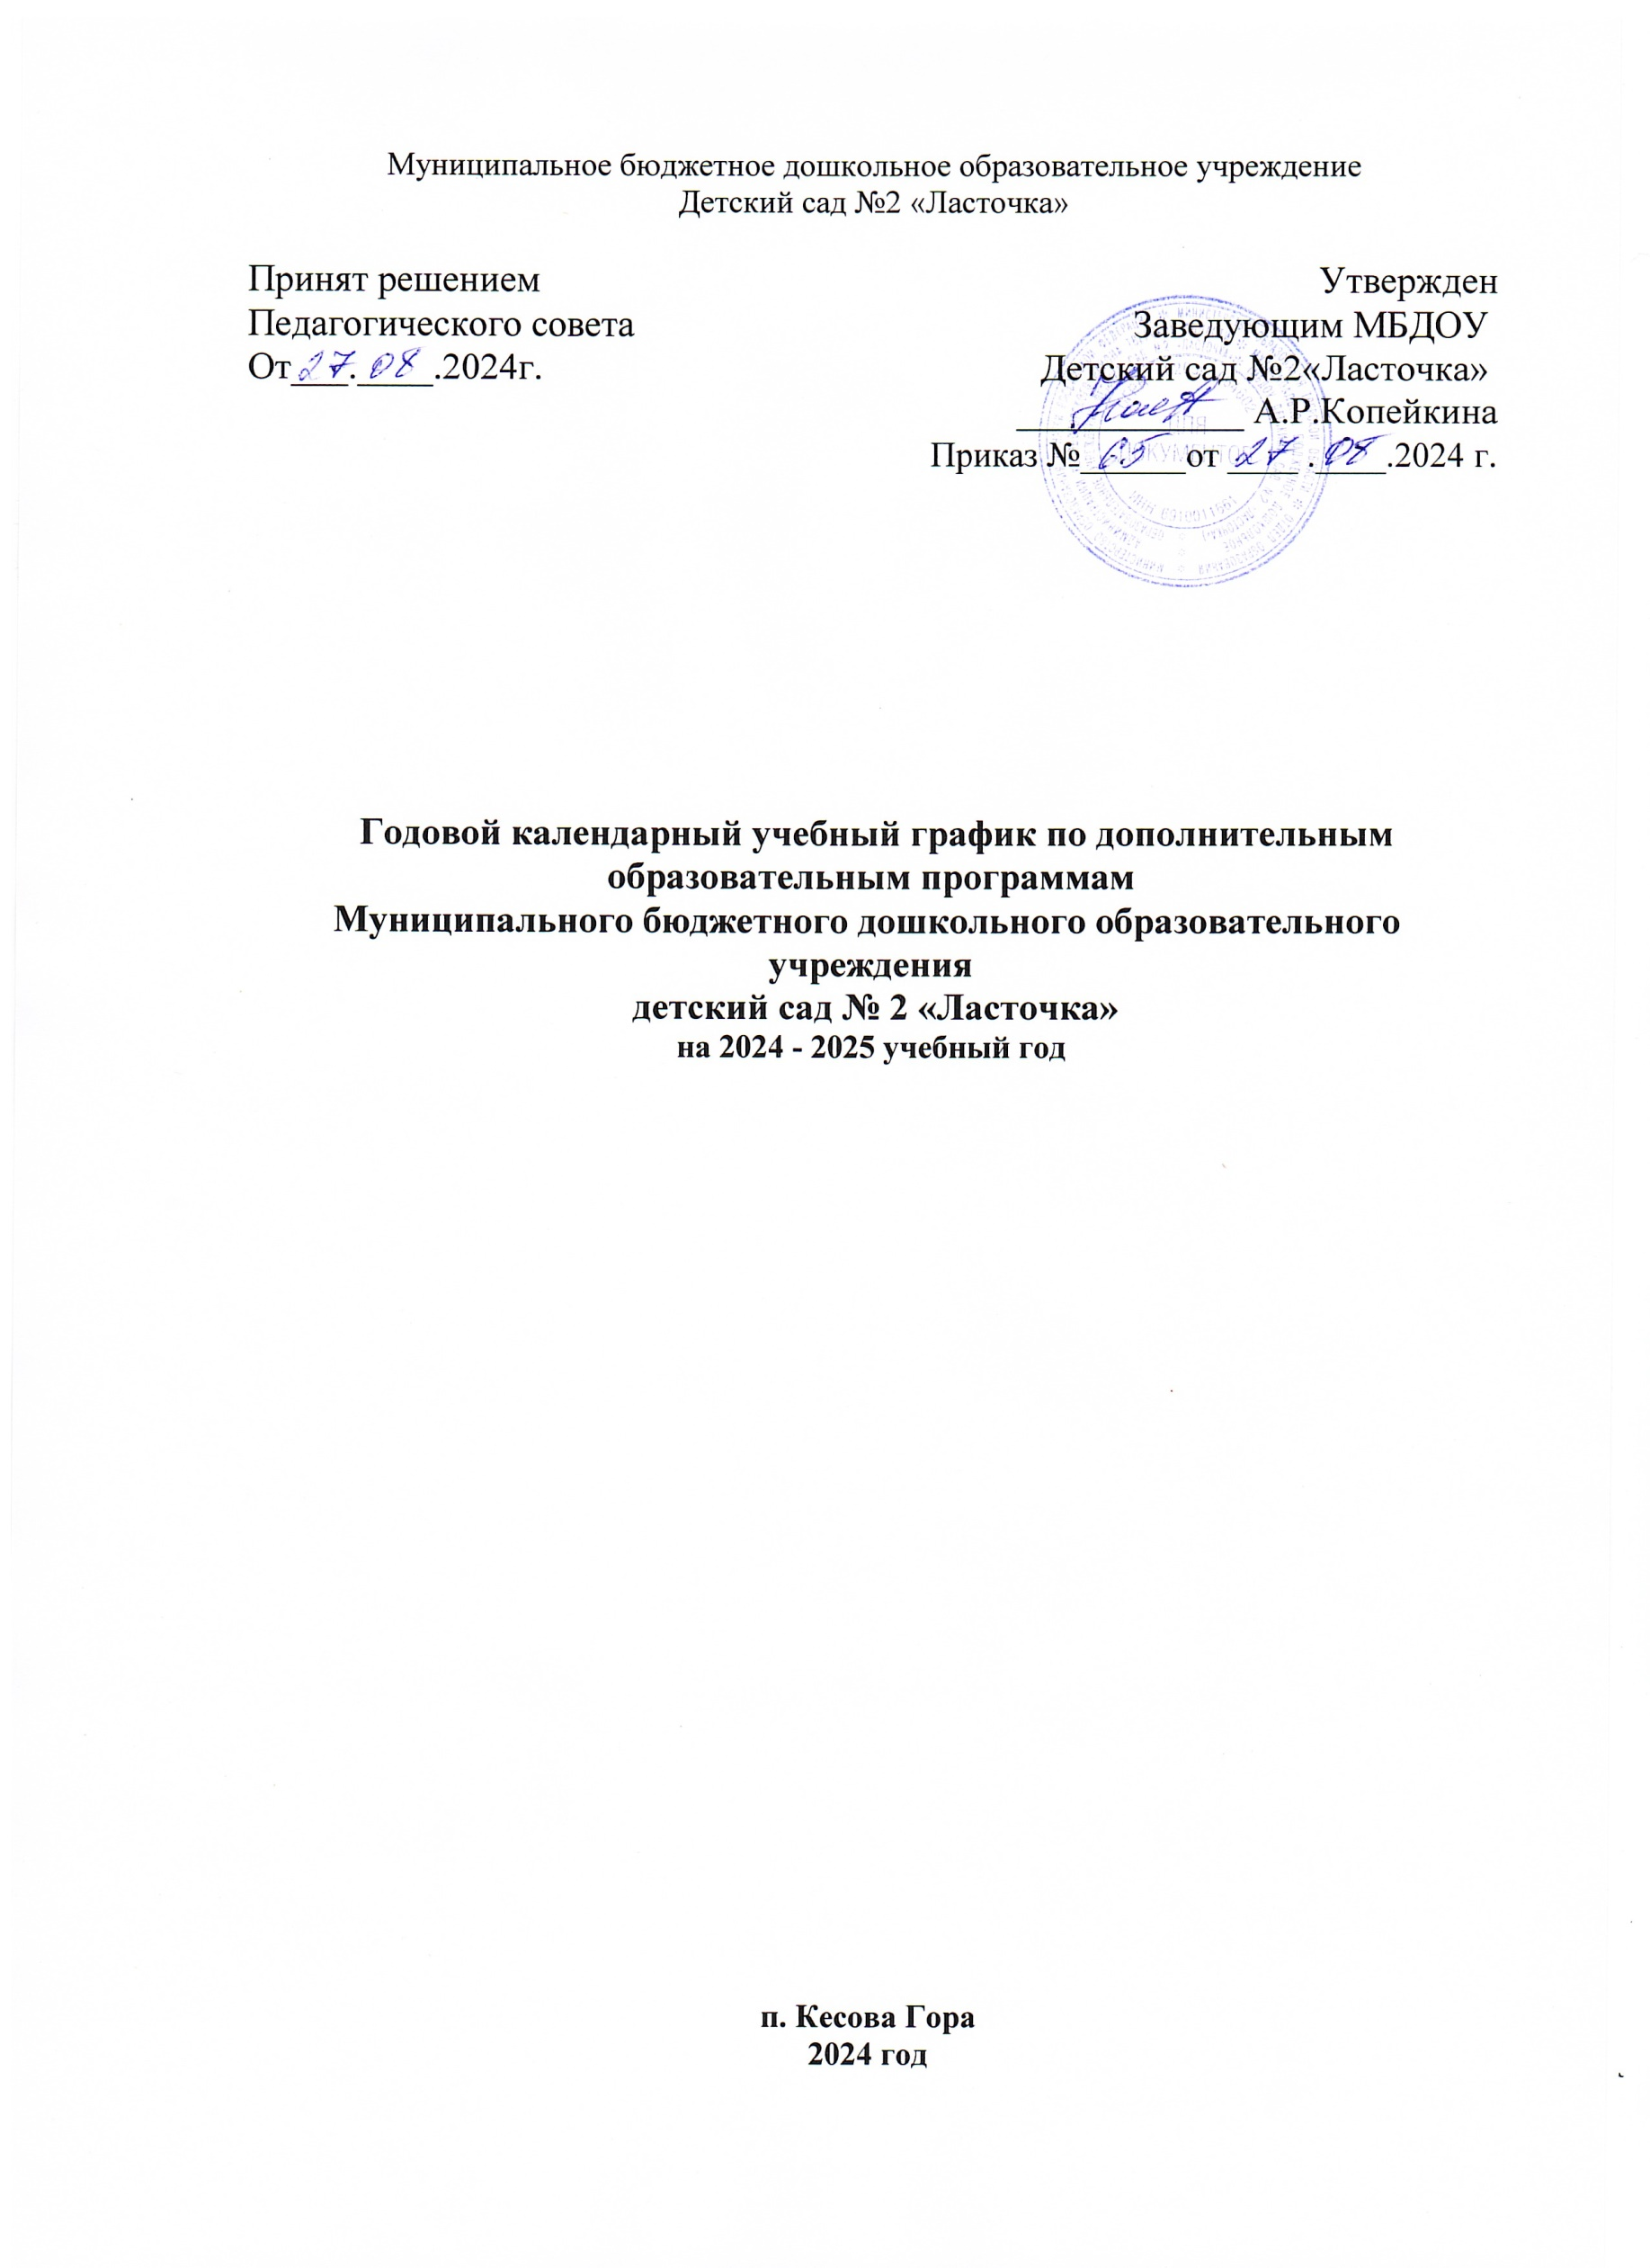 Муниципальное бюджетное дошкольное образовательное учреждение
Детский сад №2 «Ласточка»
Принят решением
Педагогического совета
От 27.08.2024г.
Утвержден
Заведующим МБДОУ
Детский сад №2«Ласточка»
____________ А.Р.Копейкина
Приказ № 65 от 27.08.2024 г.
Годовой календарный учебный график по дополнительным
образовательным программам
Муниципального бюджетного дошкольного образовательного
учреждения
детский сад № 2 «Ласточка»
на 2024 - 2025 учебный год
п. Кесова Гора
2024 год